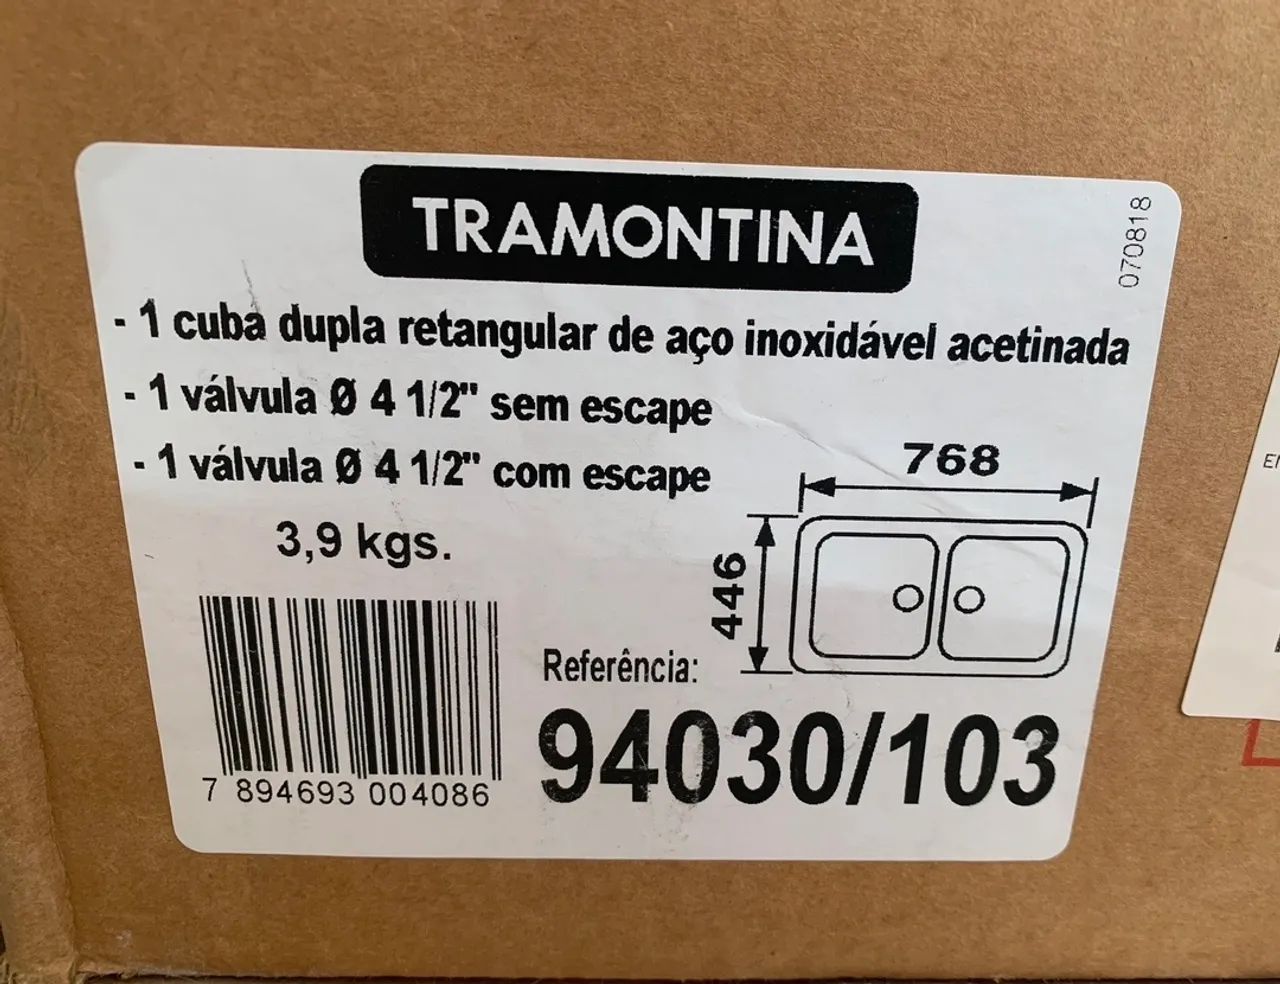 TRAMONTINA
070818
- 1 cuba dupla retangular de aço inoxidável acetinada
- 1 válvula Ø 4 1/2" sem escape
- 1 válvula Ø 4 1/2" com escape
3,9 kgs.
768
446
Referência:
94030/103
7 894693 004086